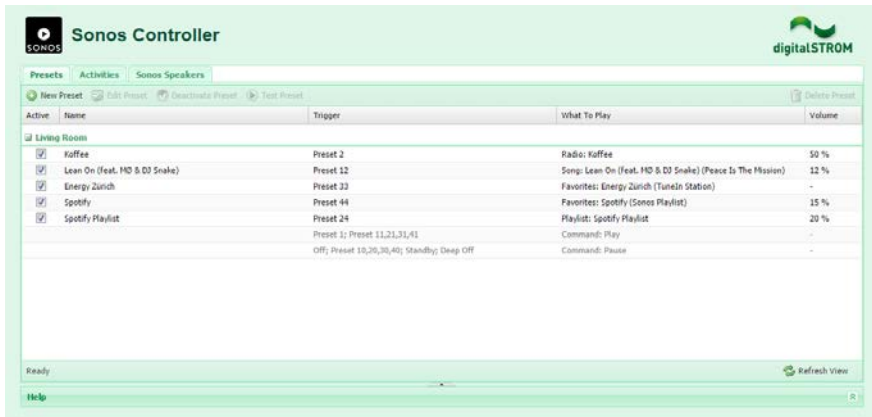 SONOS
Sonos Controller
digitalSTROM
Presets Activities Sonos Speakers
New Preset Edit Preset Deactivate Preset Test Preset Delete Preset
Active Name Trigger What To Play Volume
Living Room
Koffee Preset 2 Radio: Koffee 50 %
Lean On (feat. MØ & DJ Snake) Preset 12 Song: Lean On (feat. MØ & DJ Snake) (Peace Is The Mission) 12 %
Energy Zürich Preset 33 Favorites: Energy Zürich (TuneIn Station) -
Spotify Preset 44 Favorites: Spotify (Sonos Playlist) 15 %
Spotify Playlist Preset 24 Playlist: Spotify Playlist 20 %
Preset 1; Preset 11,21,31,41 Command: Play -
Off; Preset 10,20,30,40; Standby; Deep Off Command: Pause -
Ready Refresh View
Help